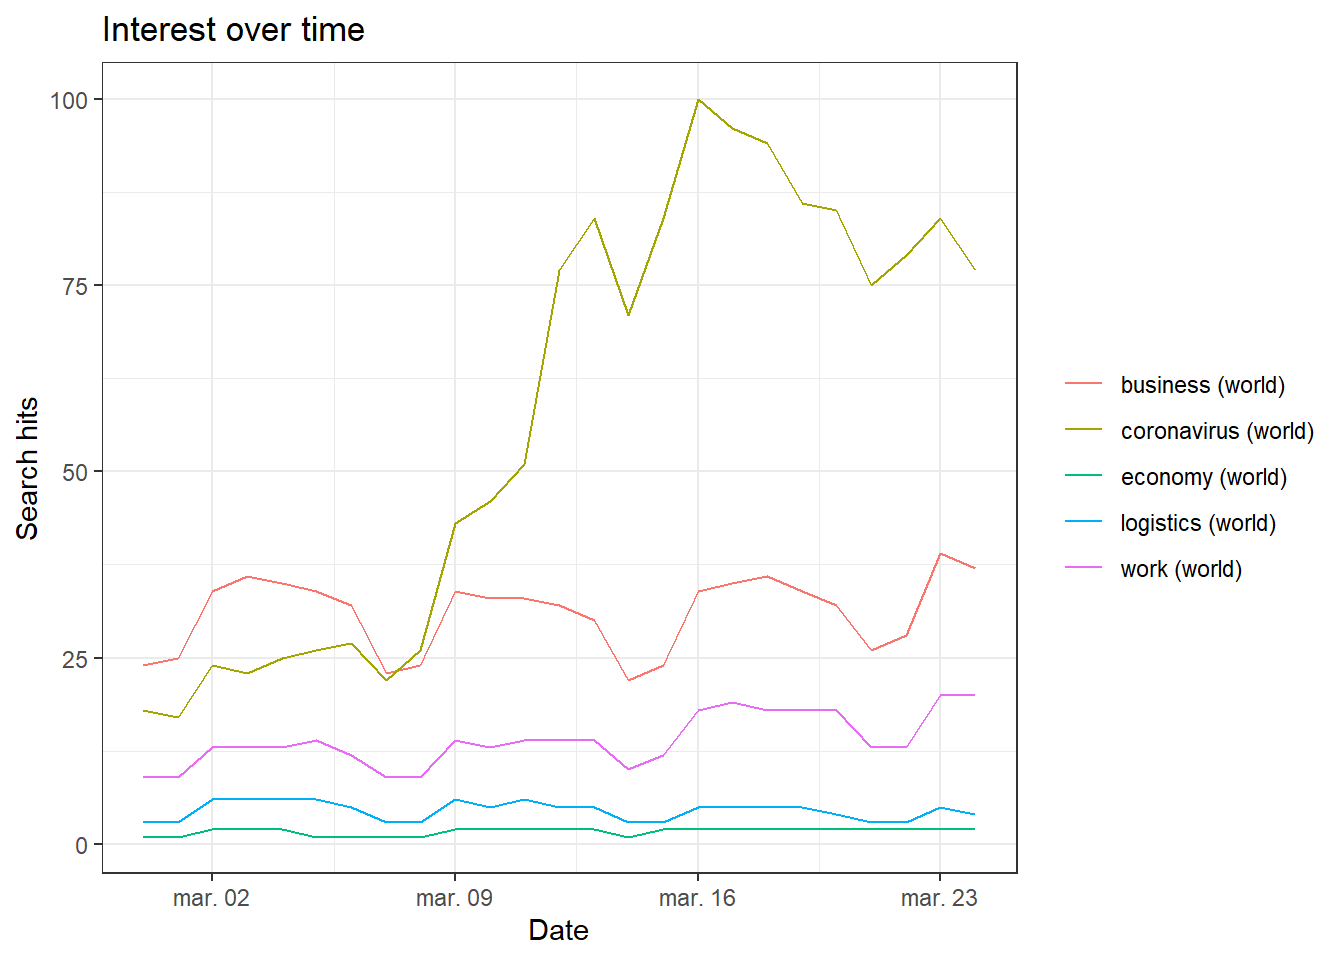 Interest over time
100
75
50
25
0
Search hits
mar. 02
mar. 09
mar. 16
mar. 23
Date
business (world)
coronavirus (world)
economy (world)
logistics (world)
work (world)